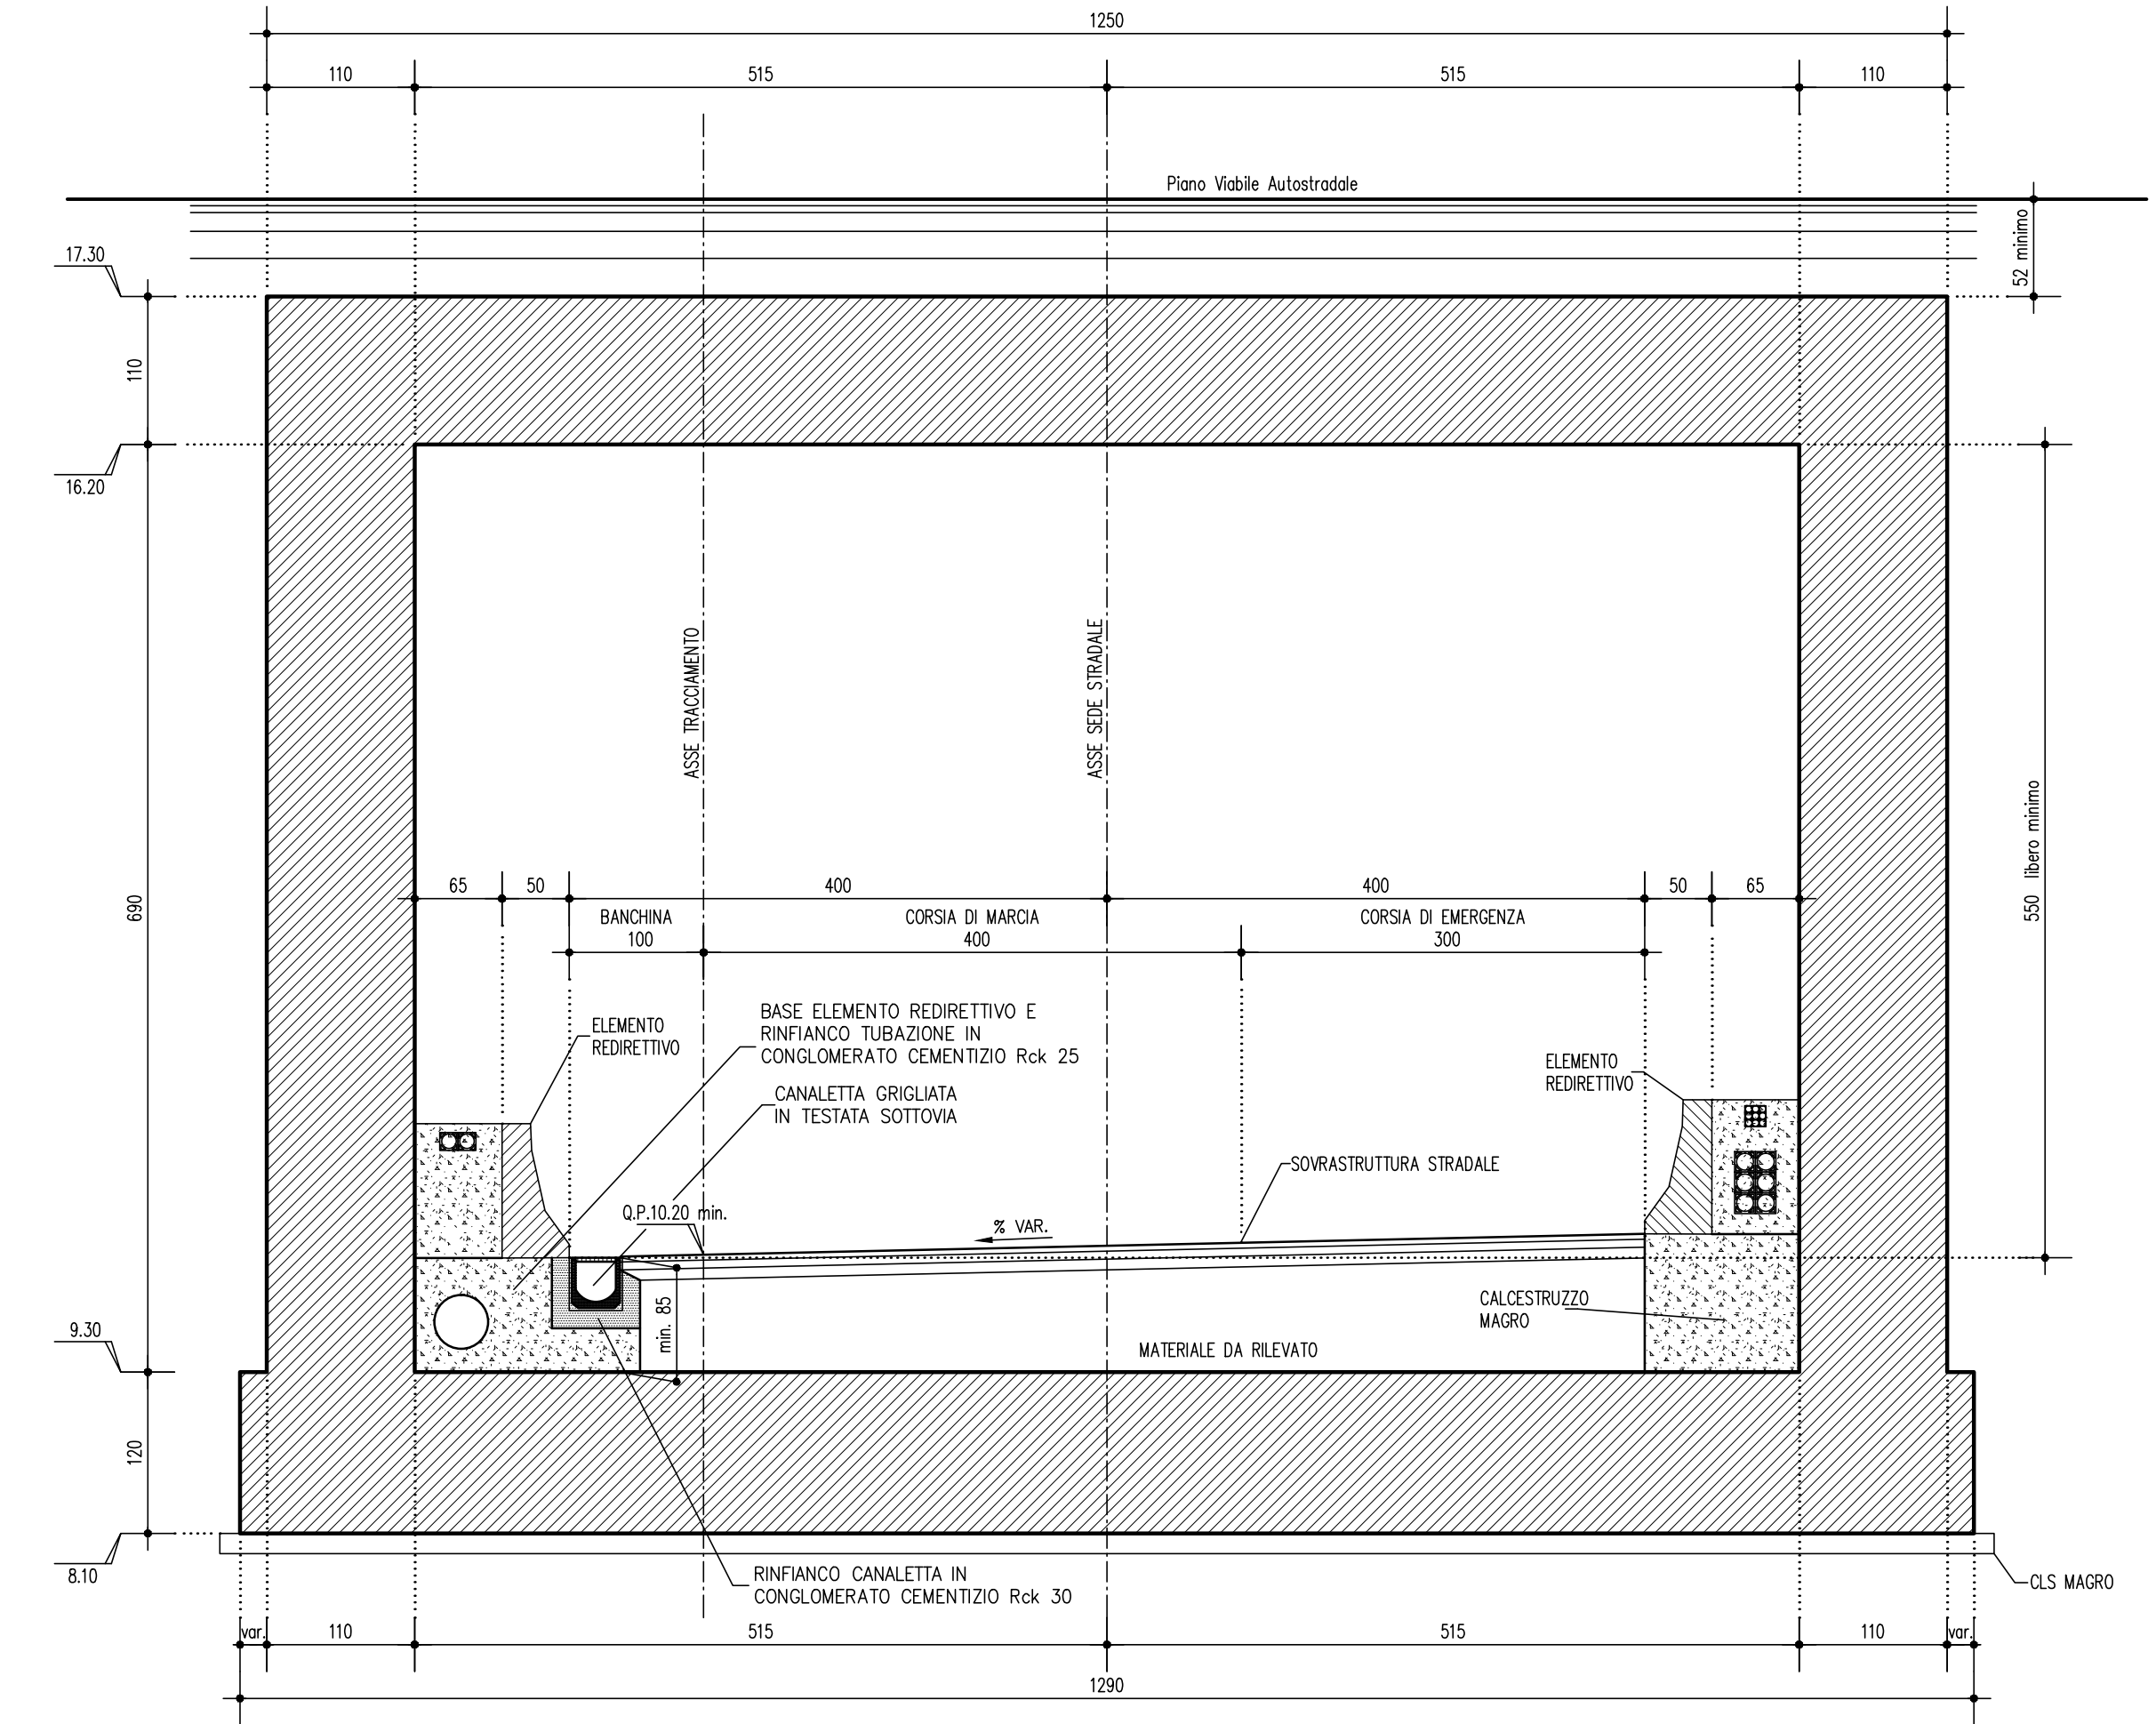 1250
110
515
515
110
Piano Viabile Autostradale
52 minimo
17.30
110
16.20
ASSE TRACCIAMENTO
ASSE SEDE STRADALE
690
550 libero minimo
65
50
400
400
50
65
BANCHINA
100
CORSIA DI MARCIA
400
CORSIA DI EMERGENZA
300
BASE ELEMENTO REDIRETTIVO E
RINFIANCO TUBAZIONE IN
CONGLOMERATO CEMENTIZIO Rck 25
ELEMENTO
REDIRETTIVO
CANALETTA GRIGLIATA
IN TESTATA SOTTOVIA
ELEMENTO
REDIRETTIVO
SOVRASTRUTTURA STRADALE
Q.P.10.20 min.
% VAR.
min. 85
CALCESTRUZZO
MAGRO
MATERIALE DA RILEVATO
9.30
120
8.10
RINFIANCO CANALETTA IN
CONGLOMERATO CEMENTIZIO Rck 30
CLS MAGRO
var.
110
515
515
110
var.
1290